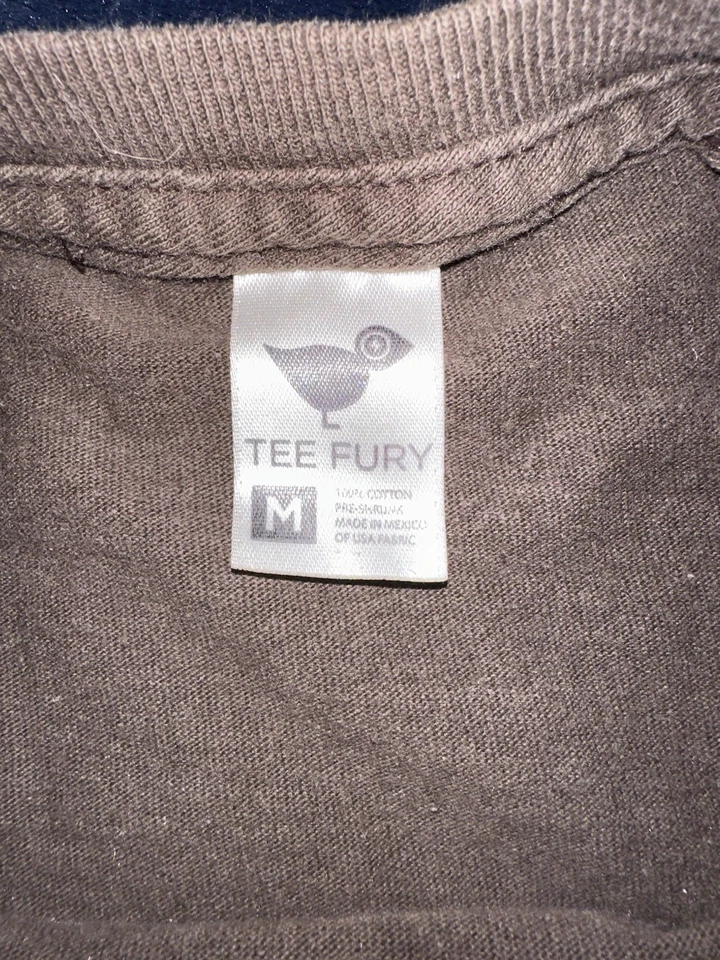 TEE FURY
M
100% COTTON
PRE-SHRUNK
MADE IN MEXICO
OF USA FABRIC